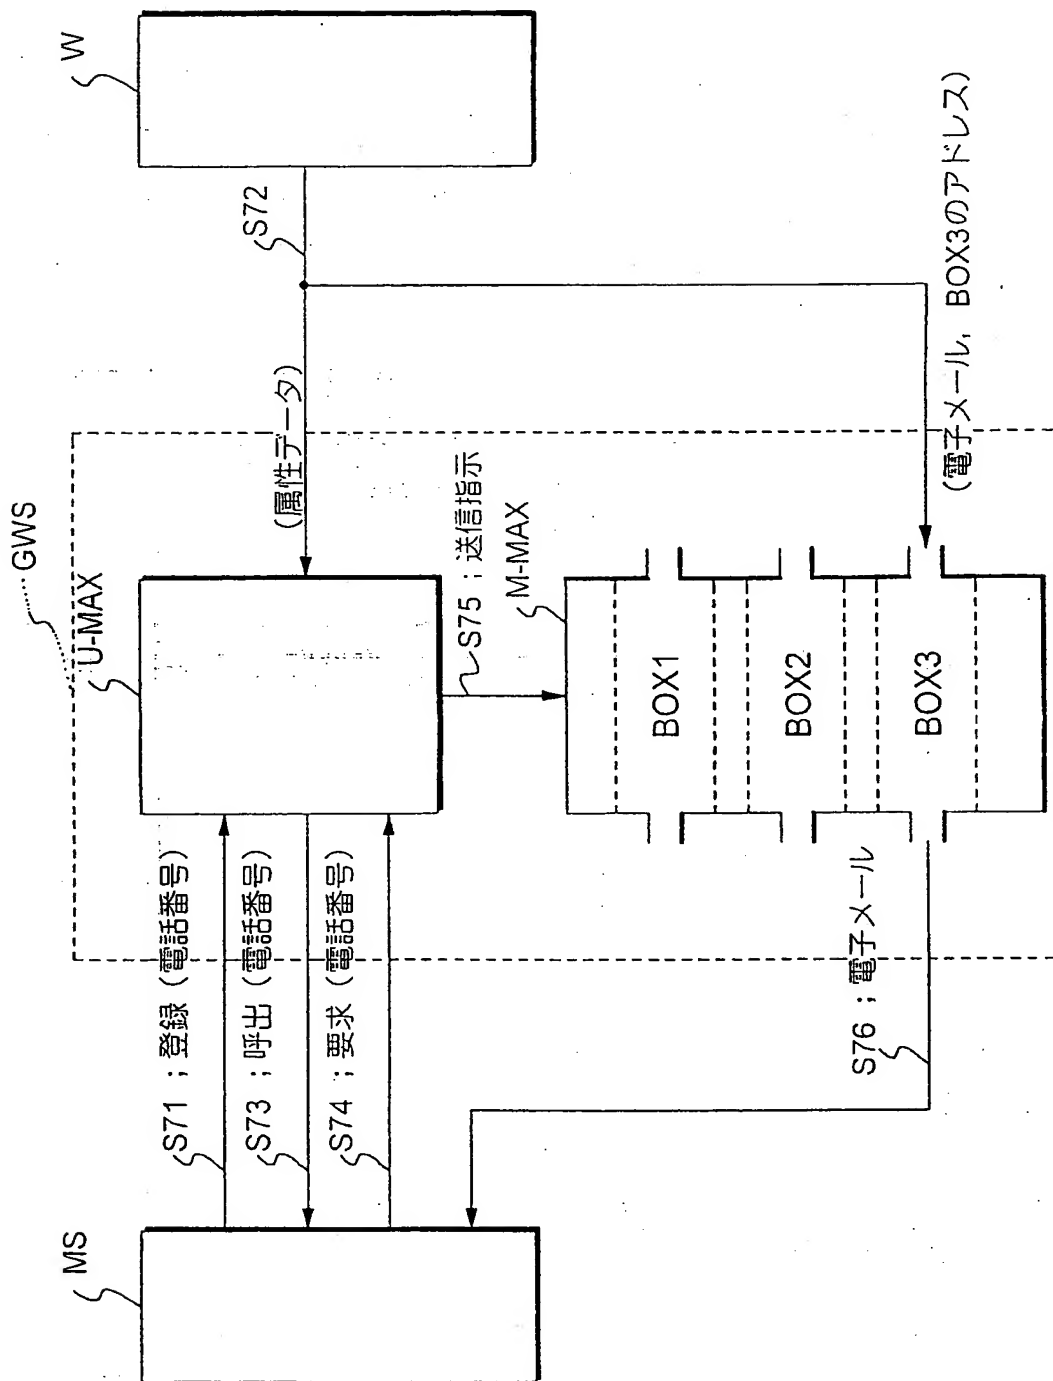 GWS
MS
U-MAX
W
S71 ; 登録 (電話番号)
S73 ; 呼出 (電話番号)
S74 ; 要求 (電話番号)
(属性データ)
S72
S75 ; 送信指示
M-MAX
BOX1
BOX2
BOX3
S76 ; 電子メール
(電子メール, BOX3のアドレス)